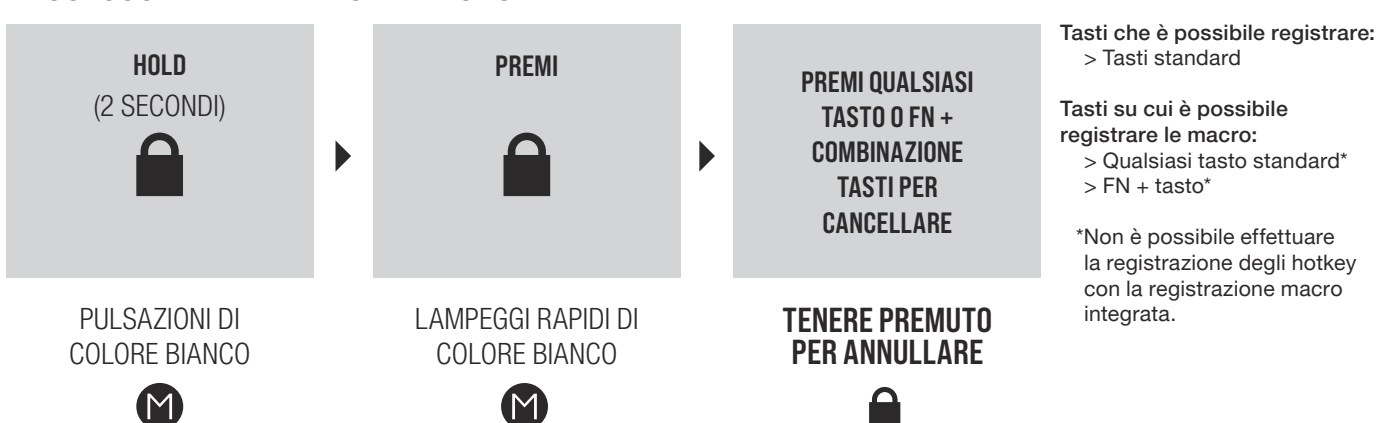 HOLD
(2 SECONDI)
PULSAZIONI DI
COLORE BIANCO
M
PREMI
LAMPEGGI RAPIDI DI
COLORE BIANCO
M
PREMI QUALSIASI
TASTO O FN +
COMBINAZIONE
TASTI PER
CANCELLARE
TENERE PREMUTO
PER ANNULLARE
Tasti che è possibile registrare:
> Tasti standard
Tasti su cui è possibile
registrare le macro:
> Qualsiasi tasto standard*
> FN + tasto*
*Non è possibile effettuare
la registrazione degli hotkey
con la registrazione macro
integrata.